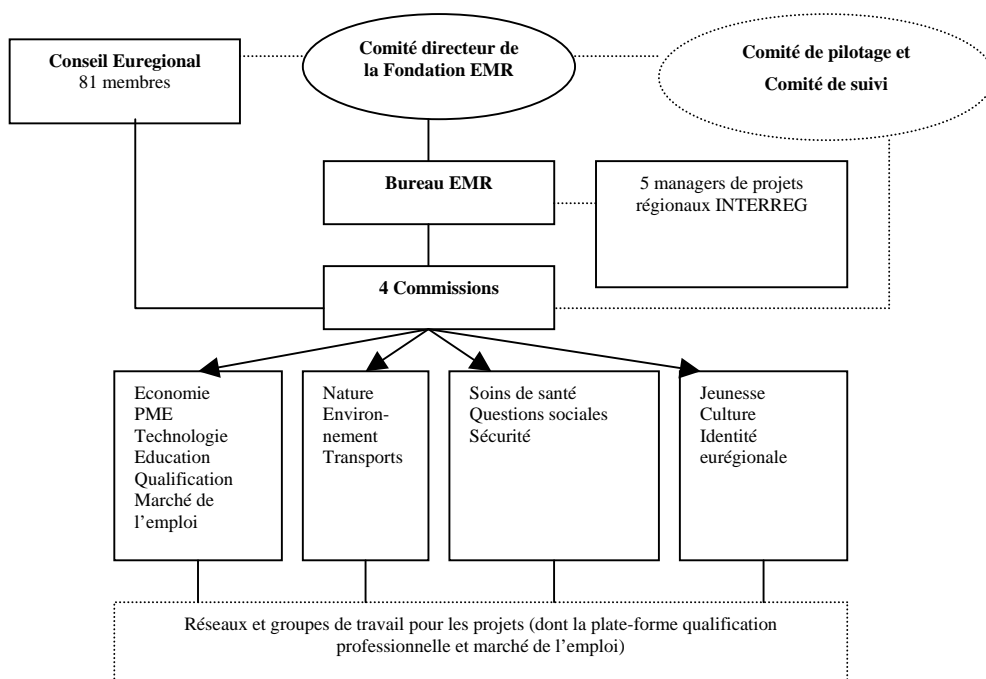 Conseil Euregional
81 membres
Comité directeur de
la Fondation EMR
Comité de pilotage et
Comité de suivi
Bureau EMR
5 managers de projets
régionaux INTERREG
4 Commissions
Economie
PME
Technologie
Education
Qualification
Marché de
l’emploi
Nature
Environ-
nement
Transports
Soins de santé
Questions sociales
Sécurité
Jeunesse
Culture
Identité
eurégionale
Réseaux et groupes de travail pour les projets (dont la plate-forme qualification
professionnelle et marché de l’emploi)